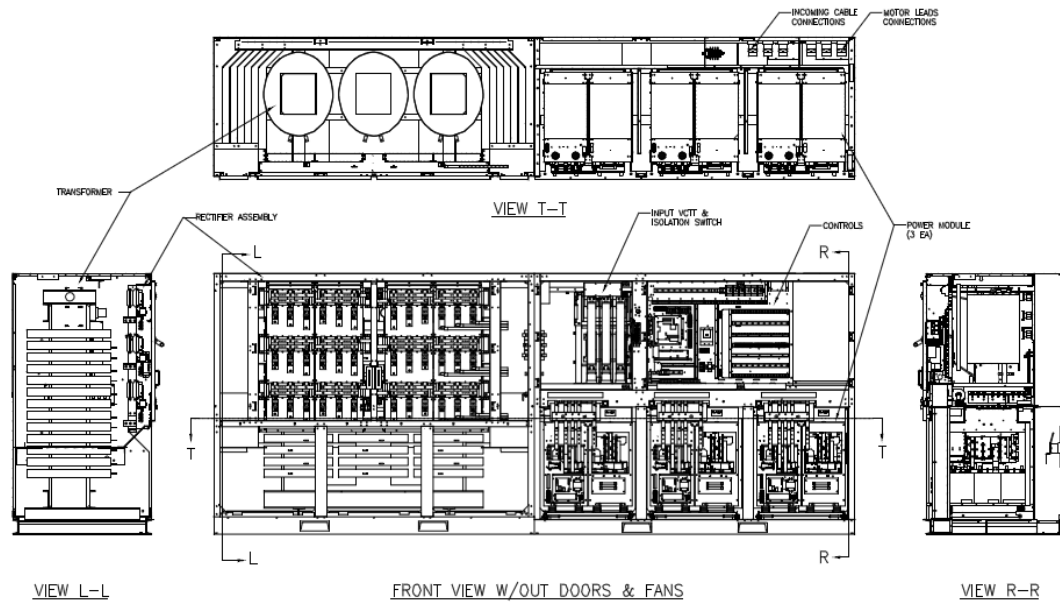 INCOMING CABLE
CONNECTIONS
MOTOR LEADS
CONNECTIONS
TRANSFORMER
VIEW T-T
RECTIFIER ASSEMBLY
INPUT VCTT &
ISOLATION SWITCH
CONTROLS
POWER MODULE
(3 EA)
L
R
T
T
L
R
VIEW L-L
FRONT VIEW W/OUT DOORS & FANS
VIEW R-R